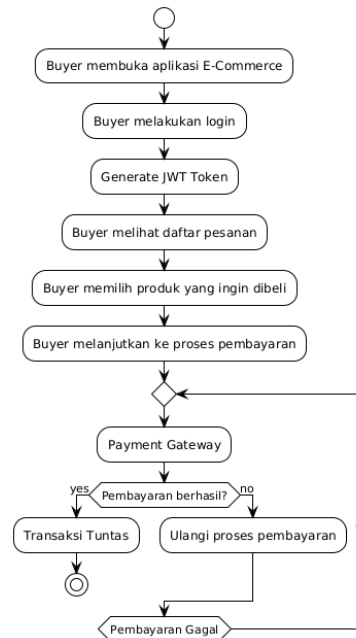 Buyer membuka aplikasi E-Commerce
Buyer melakukan login
Generate JWT Token
Buyer melihat daftar pesanan
Buyer memilih produk yang ingin dibeli
Buyer melanjutkan ke proses pembayaran
Payment Gateway
yes
Pembayaran berhasil?
no
Transaksi Tuntas
Ulangi proses pembayaran
Pembayaran Gagal